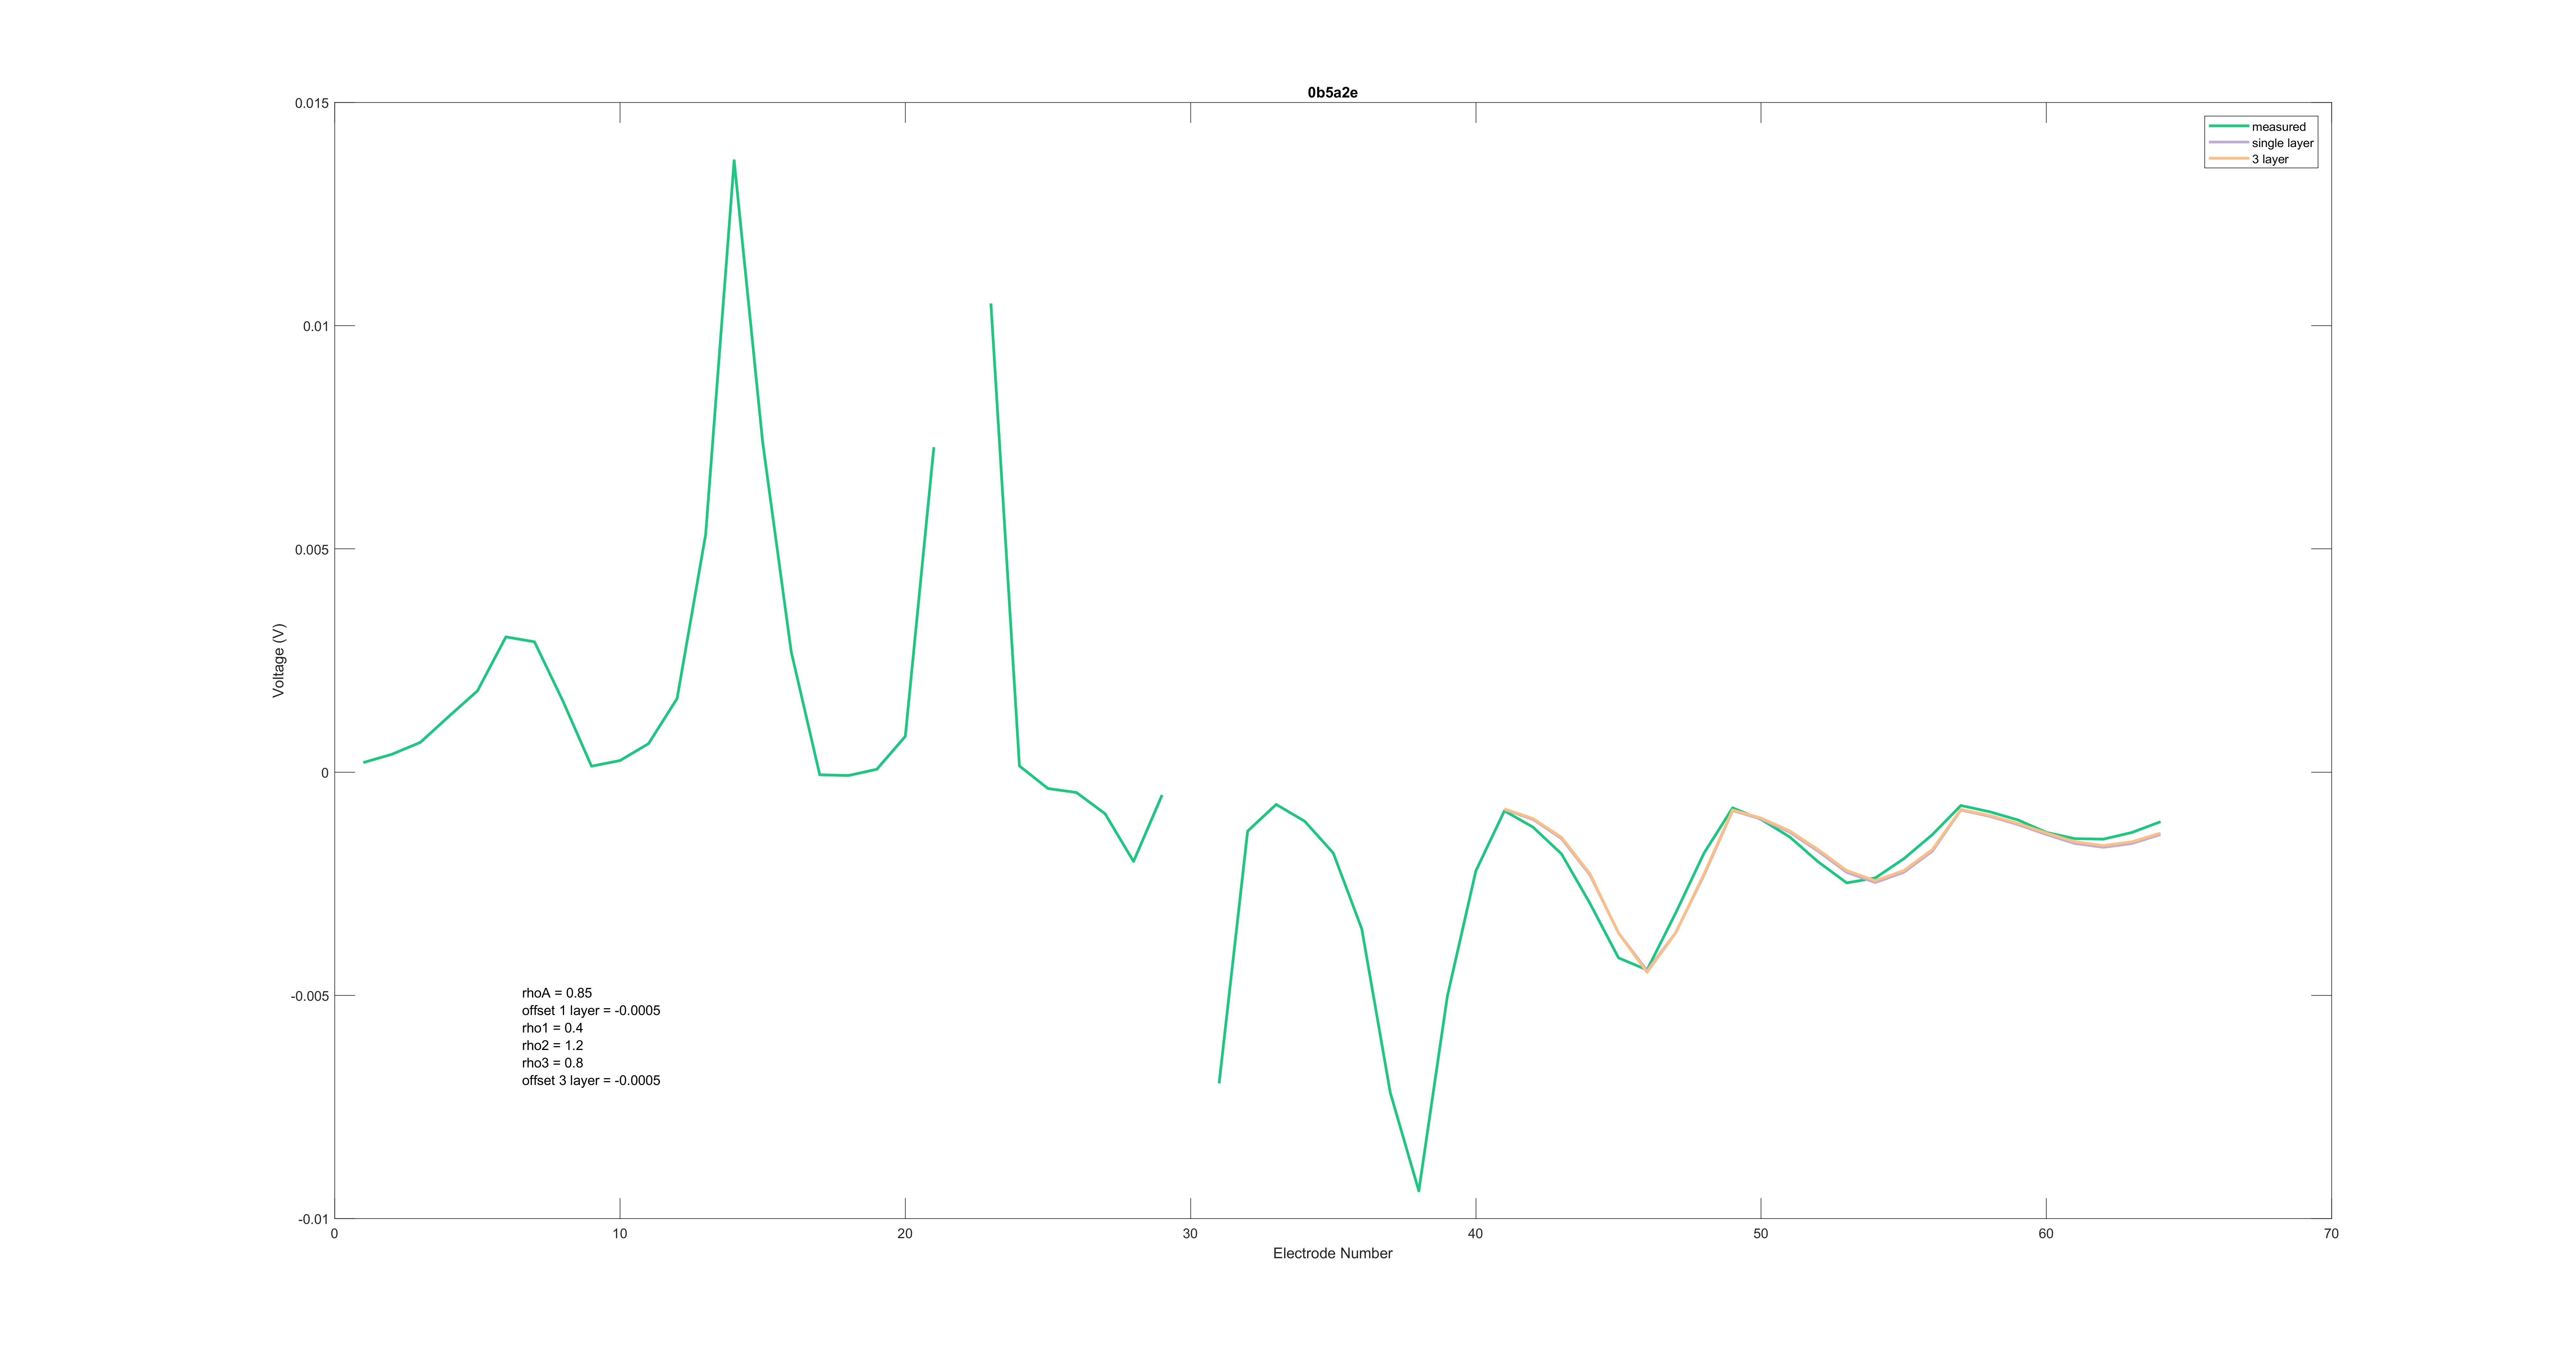 0b5a2e
0.015
0.01
0.005
0
-0.005
-0.01
Voltage (V)
measured
single layer
3 layer
rhoA = 0.85
offset 1 layer = -0.0005
rho1 = 0.4
rho2 = 1.2
rho3 = 0.8
offset 3 layer = -0.0005
0 10 20 30 40 50 60 70
Electrode Number